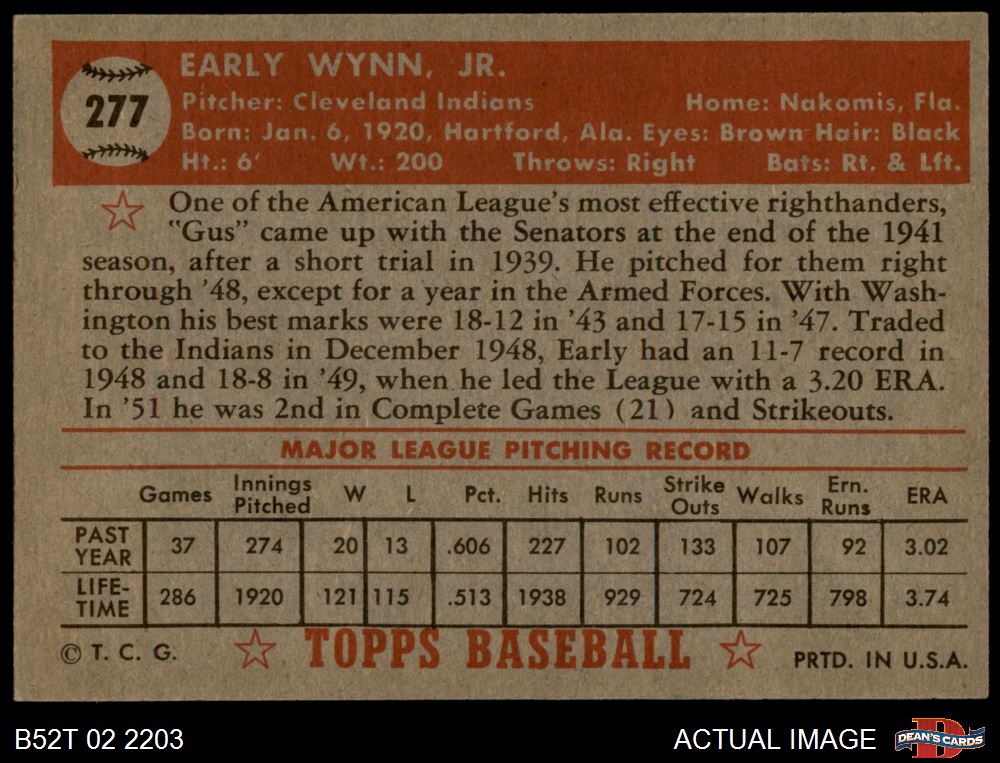 277
EARLY WYNN, JR.
Pitcher: Cleveland Indians Home: Nakomis, Fla.
Born: Jan. 6, 1920, Hartford, Ala. Eyes: Brown Hair: Black
Ht.: 6' Wt.: 200 Throws: Right Bats: Rt. & Lft.
One of the American League's most effective righthanders,
"Gus" came up with the Senators at the end of the 1941
season, after a short trial in 1939. He pitched for them right
through '48, except for a year in the Armed Forces. With Wash-
ington his best marks were 18-12 in '43 and 17-15 in '47. Traded
to the Indians in December 1948, Early had an 11-7 record in
1948 and 18-8 in '49, when he led the League with a 3.20 ERA.
In '51 he was 2nd in Complete Games (21) and Strikeouts.
MAJOR LEAGUE PITCHING RECORD
Games Innings Pitched W L Pct. Hits Runs Strike Outs Walks Ern. Runs ERA
PAST YEAR 37 274 20 13 .606 227 102 133 107 92 3.02
LIFE-TIME 286 1920 121 115 .513 1938 929 724 725 798 3.74
© T. C. G. TOPPS BASEBALL PRTD. IN U.S.A.
B52T 02 2203 ACTUAL IMAGE DEAN'S CARDS